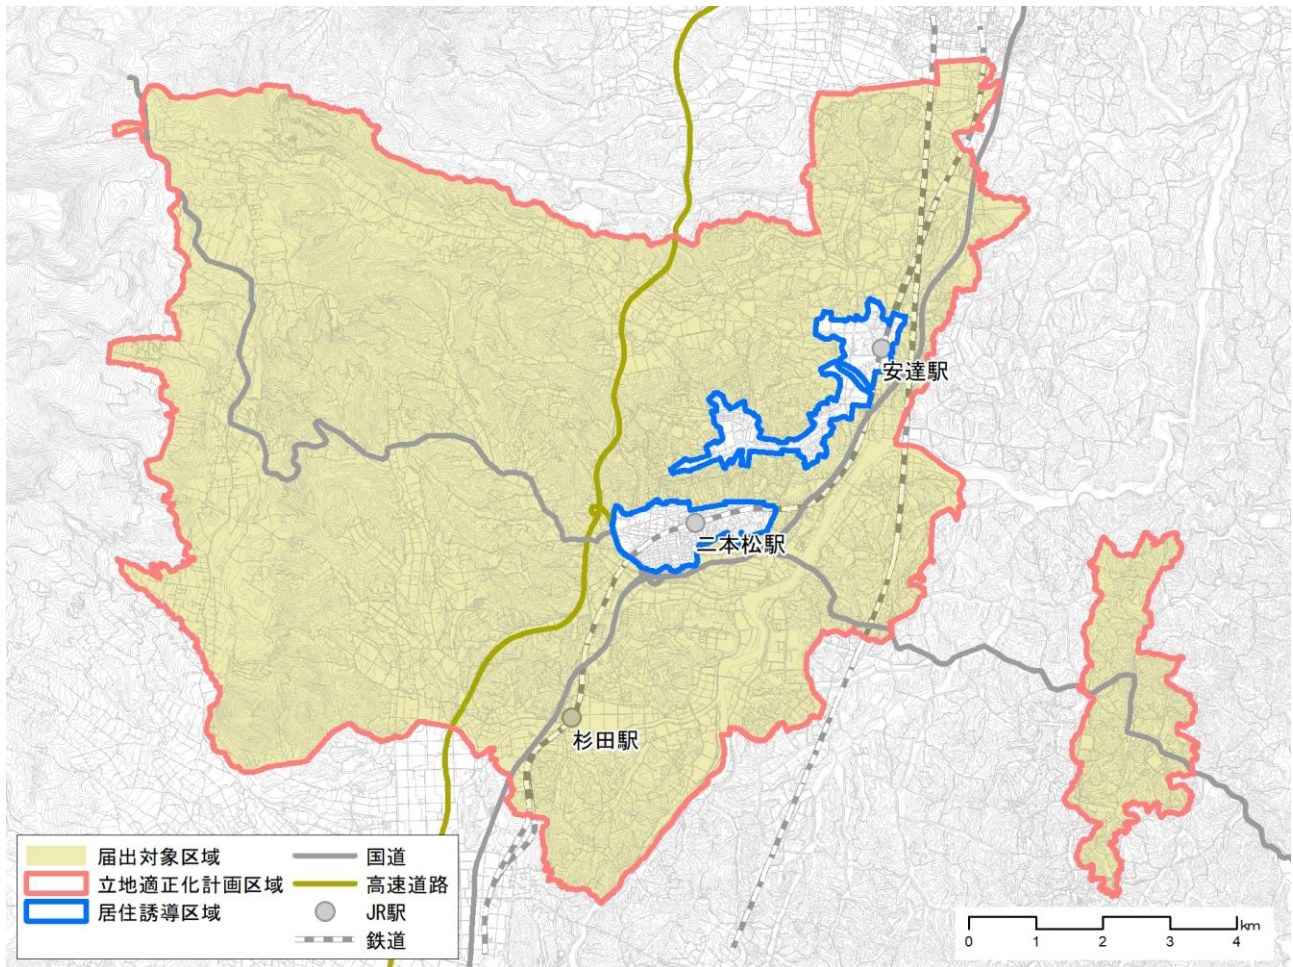 安達駅
二本松駅
杉田駅
届出対象区域
立地適正化計画区域
居住誘導区域
国道
高速道路
JR駅
鉄道
km
0 1 2 3 4